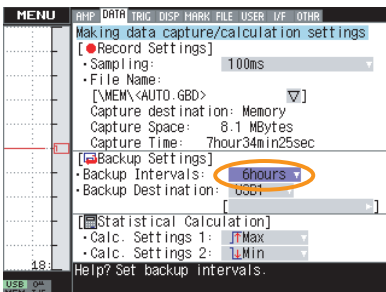 MENU AMP DATA TRIG DISP MARK FILE USER I/F OTHR
Making data capture/calculation settings
[●Record Settings]
・Sampling: 100ms
・File Name:
[\MEM\<AUTO.GBD> ▽]
Capture destination: Memory
Capture Space: 8.1 MBytes
Capture Time: 7hour34min25sec
[Backup Settings]
・Backup Intervals: 6hours
・Backup Destination: USB1
[ ]
[Statistical Calculation]
・Calc. Settings 1: Max
・Calc. Settings 2: Min
18:
Help? Set backup intervals.
USB